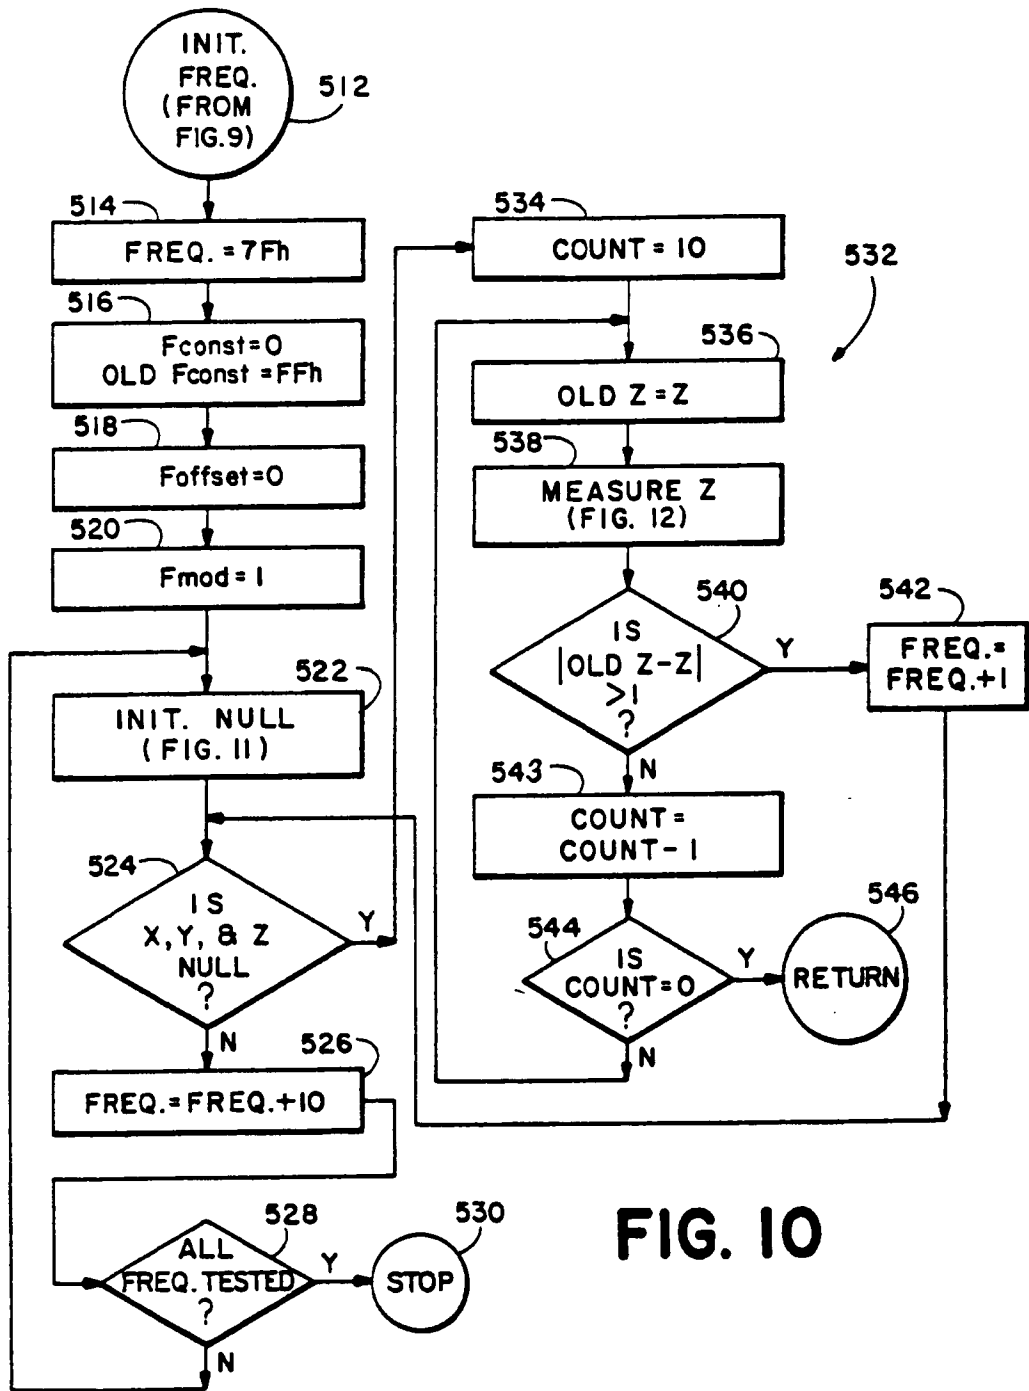 INIT.
FREQ.
(FROM
FIG.9)
512
514
FREQ. = 7Fh
516
Fconst=0
OLD Fconst = FFh
518
Foffset=0
520
Fmod = 1
522
INIT. NULL
(FIG. 11)
524
IS
X, Y, & Z
NULL
?
Y
N
526
FREQ. = FREQ. + 10
528
ALL
FREQ. TESTED
?
Y
N
530
STOP
534
COUNT = 10
532
536
OLD Z = Z
538
MEASURE Z
(FIG. 12)
540
IS
|OLD Z - Z|
>1
?
Y
N
542
FREQ. =
FREQ. + 1
543
COUNT =
COUNT - 1
544
IS
COUNT = 0
?
Y
N
546
RETURN
FIG. 10